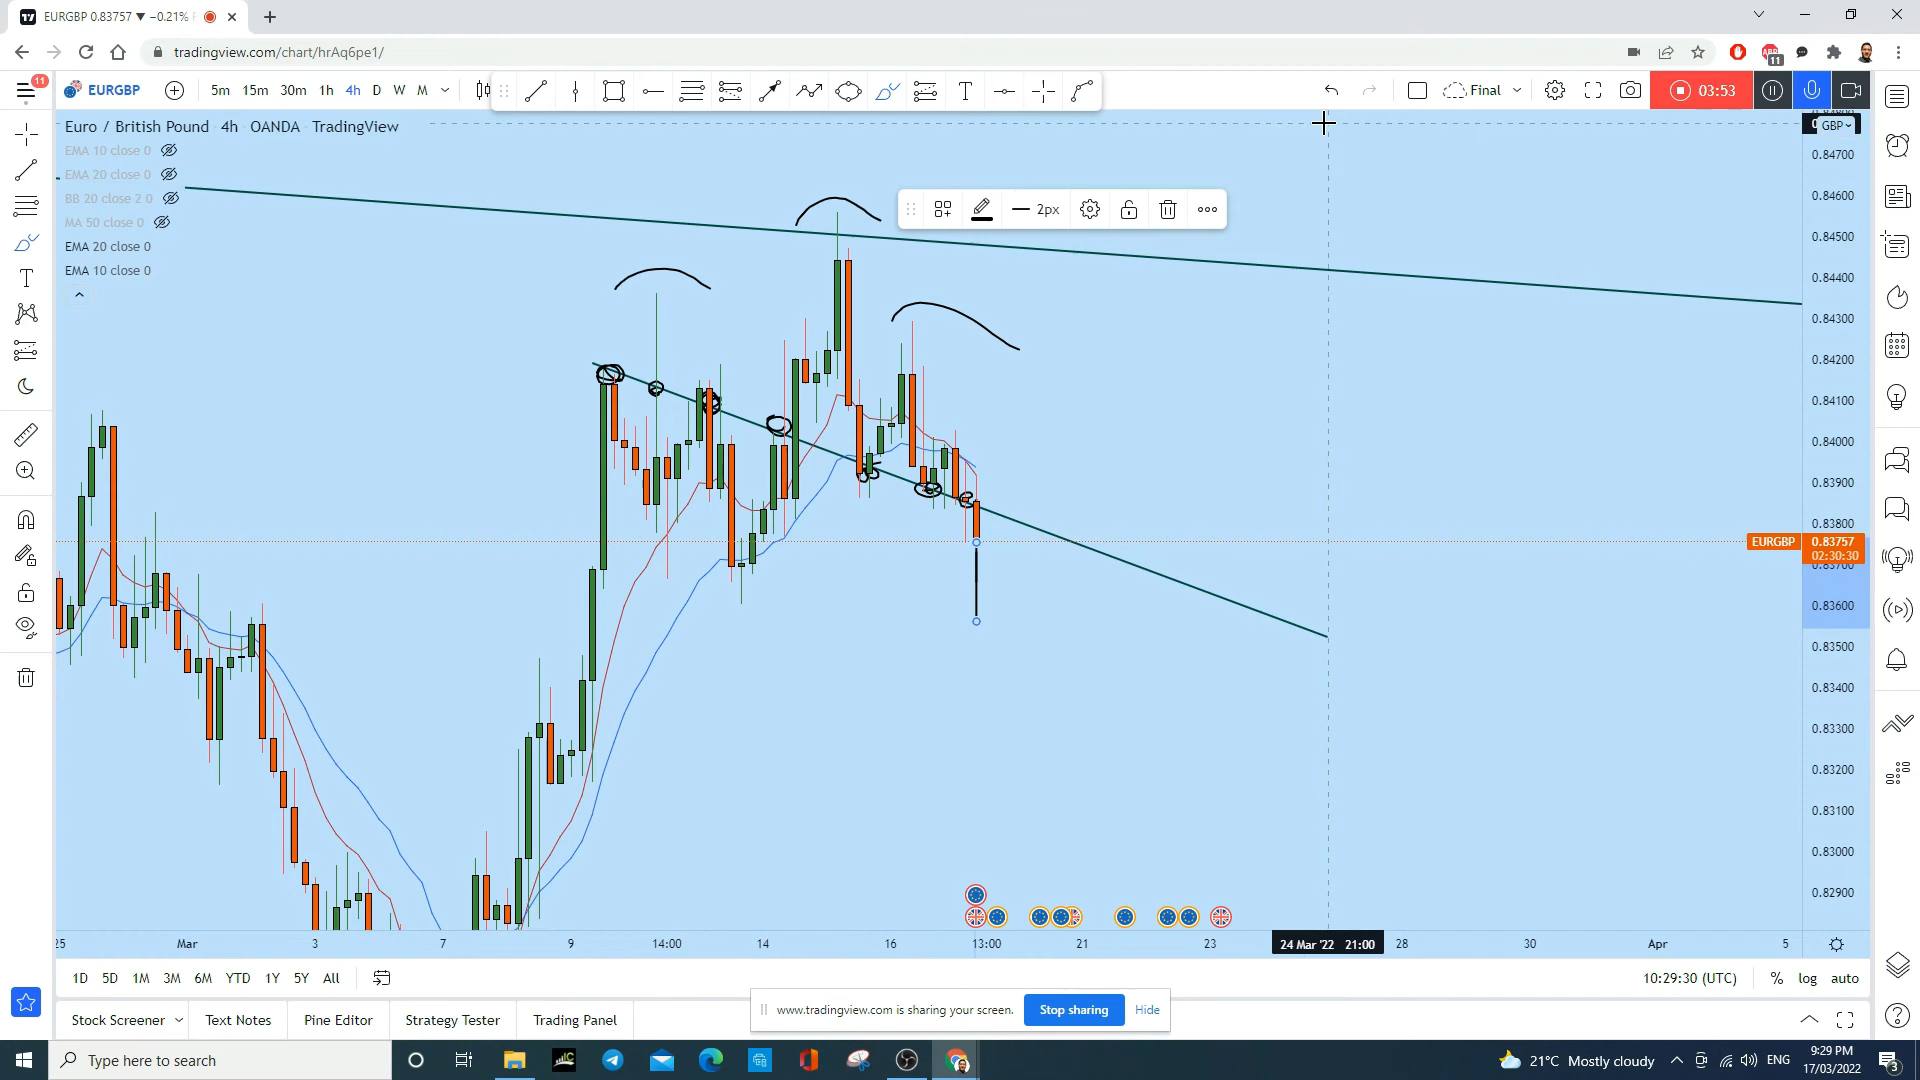 EURGBP 0.83757 ▼ −0.21%
tradingview.com/chart/hrAq6pe1/
ABP
11
11
EURGBP
5m 15m 30m 1h 4h D W M
Final
03:53
Euro / British Pound 4h OANDA TradingView
EMA 10 close 0
EMA 20 close 0
BB 20 close 2 0
MA 50 close 0
EMA 20 close 0
EMA 10 close 0
2px
GBP
0.84700
0.84600
0.84500
0.84400
0.84300
0.84200
0.84100
0.84000
0.83900
0.83800
EURGBP 0.83757
02:30:30
0.83700
0.83600
0.83500
0.83400
0.83300
0.83200
0.83100
0.83000
0.82900
25 Mar 3 7 9 14:00 14 16 13:00 21 23 24 Mar '22 21:00 28 30 Apr 5
1D 5D 1M 3M 6M YTD 1Y 5Y All
10:29:30 (UTC) % log auto
Stock Screener Text Notes Pine Editor Strategy Tester Trading Panel
www.tradingview.com is sharing your screen. Stop sharing Hide
Type here to search
21°C Mostly cloudy
ENG
9:29 PM
17/03/2022
3